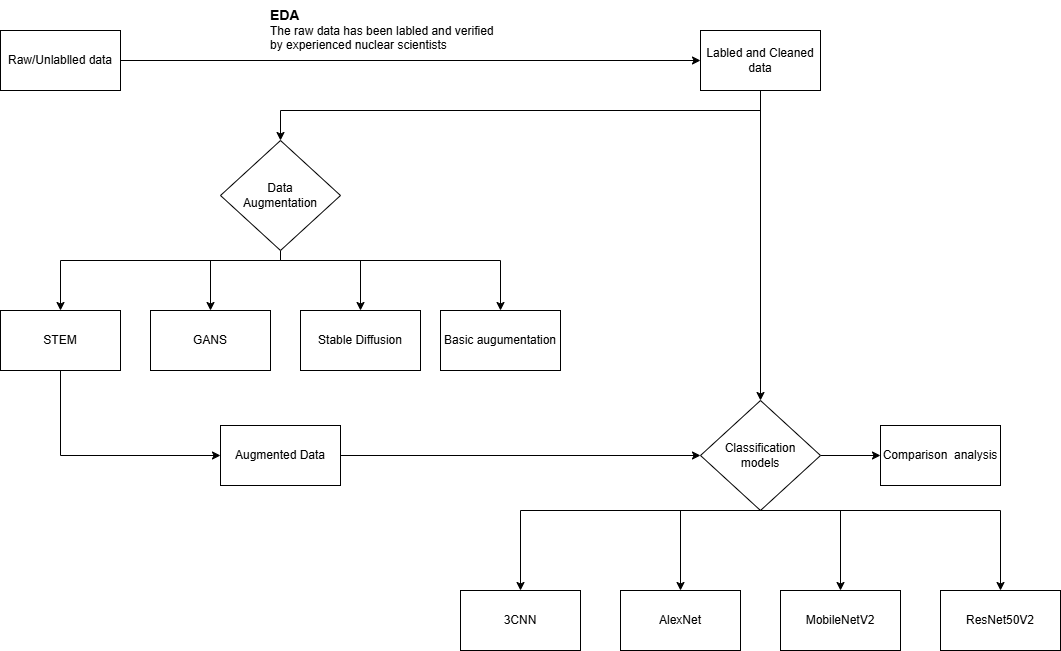 EDA
The raw data has been labled and verified
by experienced nuclear scientists
Raw/Unlablled data
Labled and Cleaned
data
Data
Augmentation
STEM
GANS
Stable Diffusion
Basic augumentation
Augmented Data
Classification
models
Comparison  analysis
3CNN
AlexNet
MobileNetV2
ResNet50V2